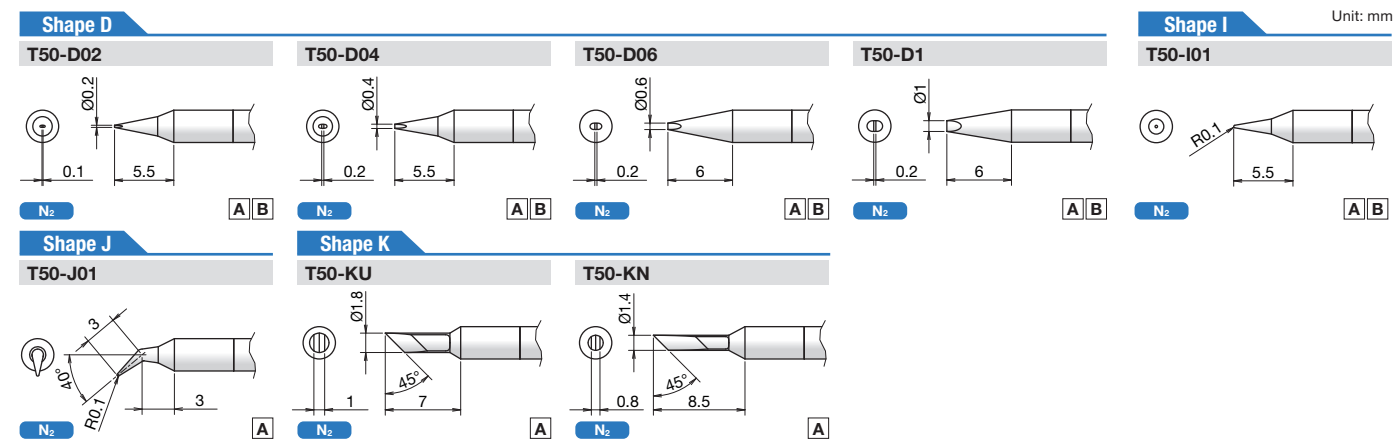 Shape D
Shape I
Unit: mm
T50-D02
T50-D04
T50-D06
T50-D1
T50-I01
Ø0.2
0.1
5.5
Ø0.4
0.2
5.5
Ø0.6
0.2
6
Ø1
0.2
6
R0.1
5.5
N₂
A B
N₂
A B
N₂
A B
N₂
A B
N₂
A B
Shape J
Shape K
T50-J01
T50-KU
T50-KN
3
40°
R0.1
3
Ø1.8
45°
1
7
Ø1.4
45°
0.8
8.5
N₂
A
N₂
A
N₂
A